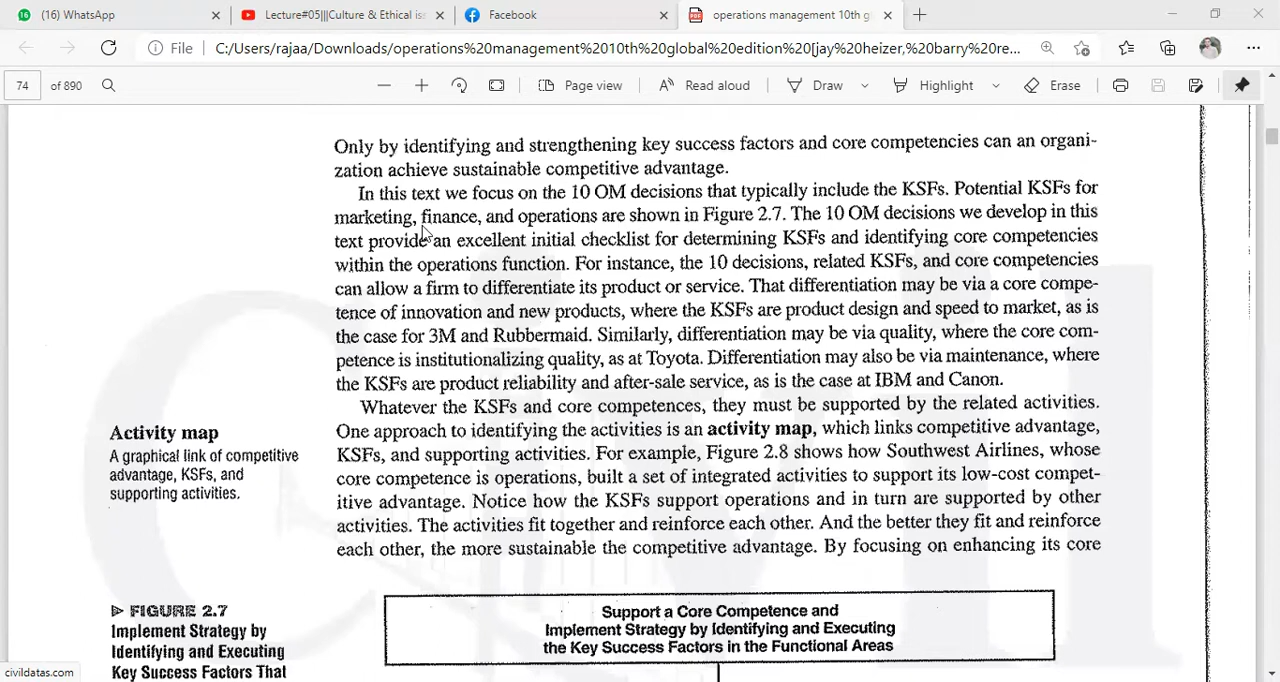 (16) WhatsApp
Lecture#05|||Culture & Ethical is
Facebook
operations management 10th g
File
C:/Users/rajaa/Downloads/operations%20management%2010th%20global%20edition%20[jay%20heizer,%20barry%20re...
74 of 890
Page view
Read aloud
Draw
Highlight
Erase
Only by identifying and strengthening key success factors and core competencies can an organi-
zation achieve sustainable competitive advantage.
In this text we focus on the 10 OM decisions that typically include the KSFs. Potential KSFs for
marketing, finance, and operations are shown in Figure 2.7. The 10 OM decisions we develop in this
text provide an excellent initial checklist for determining KSFs and identifying core competencies
within the operations function. For instance, the 10 decisions, related KSFs, and core competencies
can allow a firm to differentiate its product or service. That differentiation may be via a core compe-
tence of innovation and new products, where the KSFs are product design and speed to market, as is
the case for 3M and Rubbermaid. Similarly, differentiation may be via quality, where the core com-
petence is institutionalizing quality, as at Toyota. Differentiation may also be via maintenance, where
the KSFs are product reliability and after-sale service, as is the case at IBM and Canon.
Whatever the KSFs and core competences, they must be supported by the related activities.
One approach to identifying the activities is an activity map, which links competitive advantage,
KSFs, and supporting activities. For example, Figure 2.8 shows how Southwest Airlines, whose
core competence is operations, built a set of integrated activities to support its low-cost compet-
itive advantage. Notice how the KSFs support operations and in turn are supported by other
activities. The activities fit together and reinforce each other. And the better they fit and reinforce
each other, the more sustainable the competitive advantage. By focusing on enhancing its core
Activity map
A graphical link of competitive
advantage, KSFs, and
supporting activities.
FIGURE 2.7
Implement Strategy by
Identifying and Executing
Key Success Factors That
Support a Core Competence and
Implement Strategy by Identifying and Executing
the Key Success Factors in the Functional Areas
civildatas.com